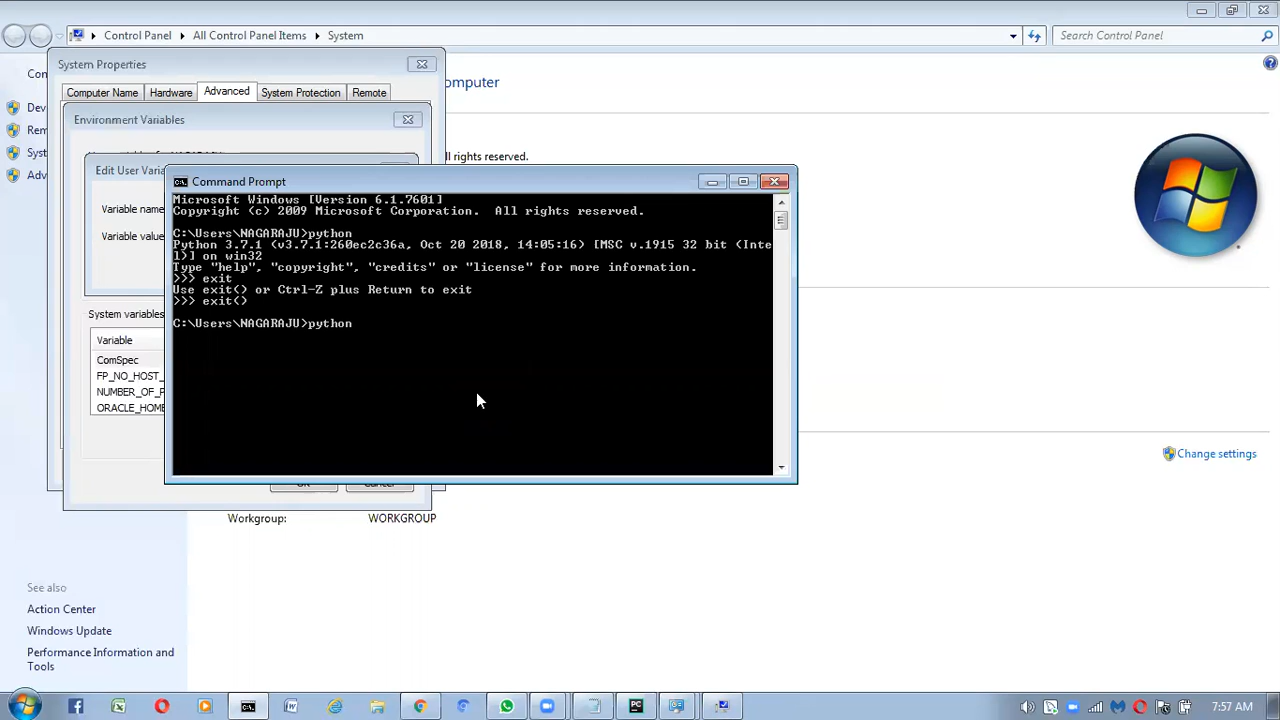 Control Panel
All Control Panel Items
System
Search Control Panel
System Properties
Computer Name
Hardware
Advanced
System Protection
Remote
omputer
Environment Variables
ll rights reserved.
Edit User Varia
Variable name
Variable value
Command Prompt
Microsoft Windows [Version 6.1.7601]
Copyright (c) 2009 Microsoft Corporation.  All rights reserved.
C:\Users\NAGARAJU>python
Python 3.7.1 (v3.7.1:260ec2c36a, Oct 20 2018, 14:05:16) [MSC v.1915 32 bit (Inte
l)] on win32
Type "help", "copyright", "credits" or "license" for more information.
>>> exit
Use exit() or Ctrl-Z plus Return to exit
>>> exit()
C:\Users\NAGARAJU>python
System variables
Variable
ComSpec
FP_NO_HOST_
NUMBER_OF_P
ORACLE_HOME
Change settings
Workgroup:
WORKGROUP
See also
Action Center
Windows Update
Performance Information and
Tools
7:57 AM